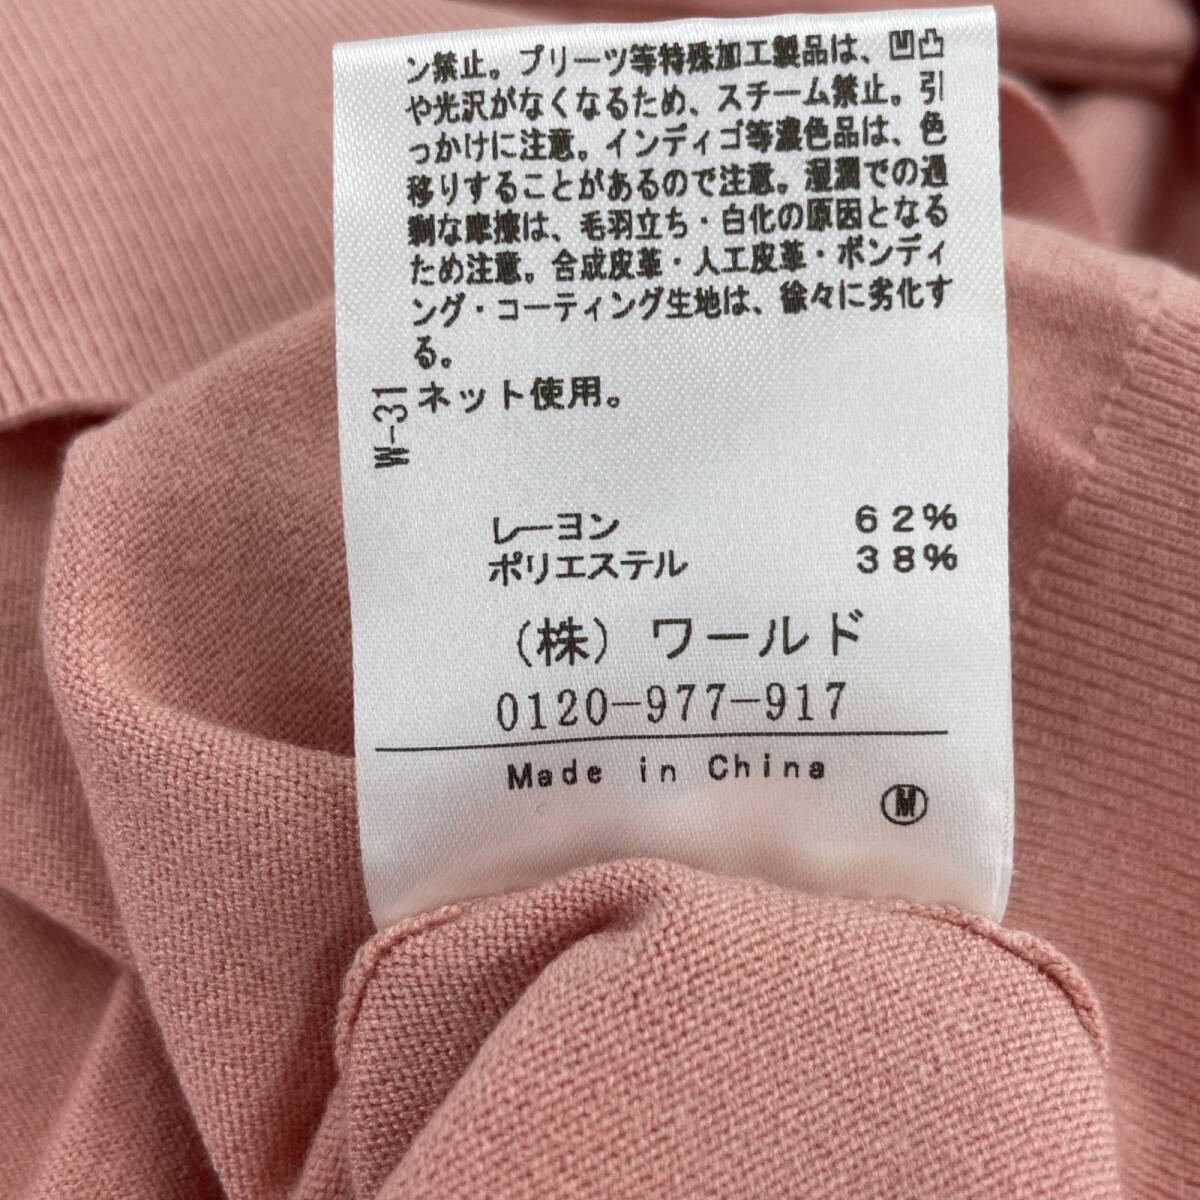 ン禁止。プリーツ等特殊加工製品は、凹凸
や光沢がなくなるため、スチーム禁止。引
っかけに注意。インディゴ等濃色品は、色
移りすることがあるので注意。湿潤での過
剰な摩擦は、毛羽立ち・白化の原因となる
ため注意。合成皮革・人工皮革・ボンディ
ング・コーティング生地は、徐々に劣化す
る。
ネット使用。
W-31
レーヨン 62%
ポリエステル 38%
(株) ワールド
0120-977-917
Made in China
M